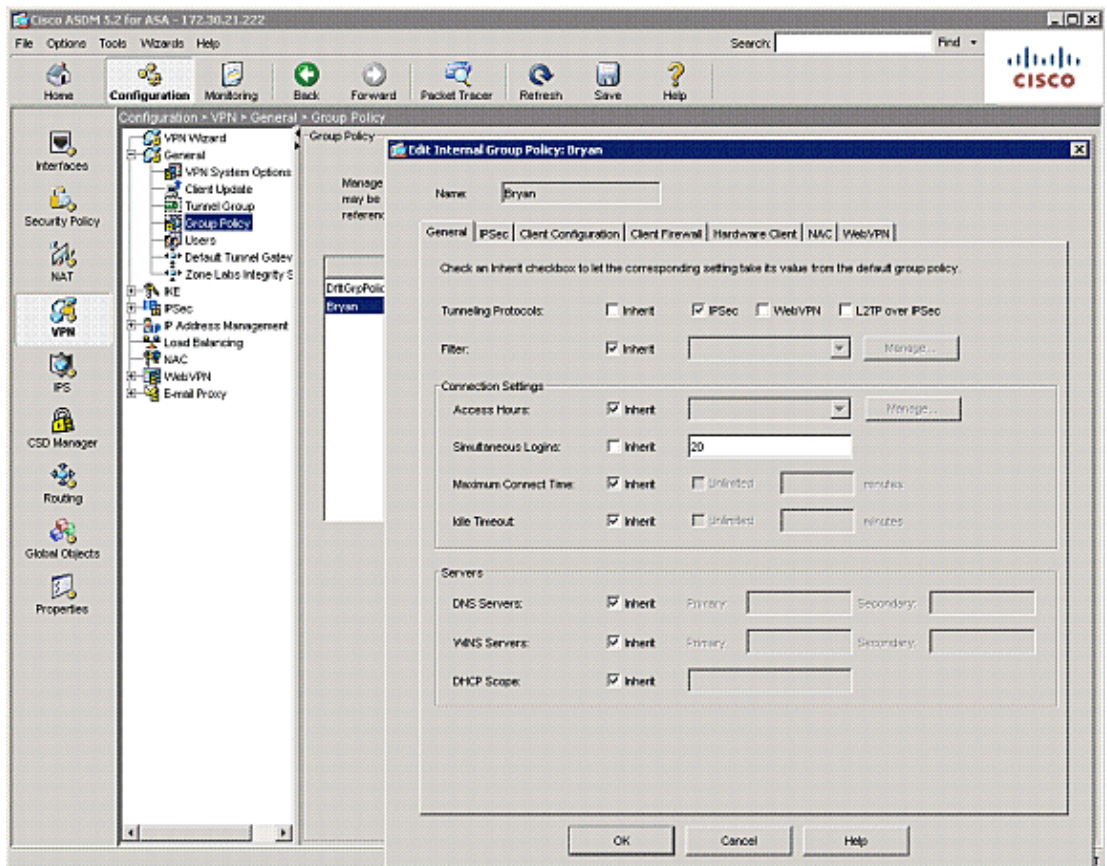 Cisco ASDM 5.2 for ASA - 172.30.21.222
File Options Tools Wizards Help
Search:
Find
Home
Configuration
Monitoring
Back
Forward
Packet Tracer
Refresh
Save
Help
CISCO
Configuration > VPN > General > Group Policy
Interfaces
Security Policy
NAT
VPN
IPS
CSD Manager
Routing
Global Objects
Properties
VPN Wizard
General
VPN System Options
Client Update
Tunnel Group
Group Policy
Users
Default Tunnel Gatev
Zone Labs Integrity S
IKE
IPSec
IP Address Management
Load Balancing
NAC
WebVPN
E-mail Proxy
Group Policy
Manage
may be
referenc
DfltGrpPolic
Bryan
Edit Internal Group Policy: Bryan
Name: Bryan
General IPSec Client Configuration Client Firewall Hardware Client NAC WebVPN
Check an Inherit checkbox to let the corresponding setting take its value from the default group policy.
Tunneling Protocols: Inherit IPSec WebVPN L2TP over IPSec
Filter: Inherit Manage...
Connection Settings
Access Hours: Inherit Manage...
Simultaneous Logins: Inherit 20
Maximum Connect Time: Inherit Unlimited minutes
Idle Timeout: Inherit Unlimited minutes
Servers
DNS Servers: Inherit Primary: Secondary:
WINS Servers: Inherit Primary: Secondary:
DHCP Scope: Inherit
OK Cancel Help